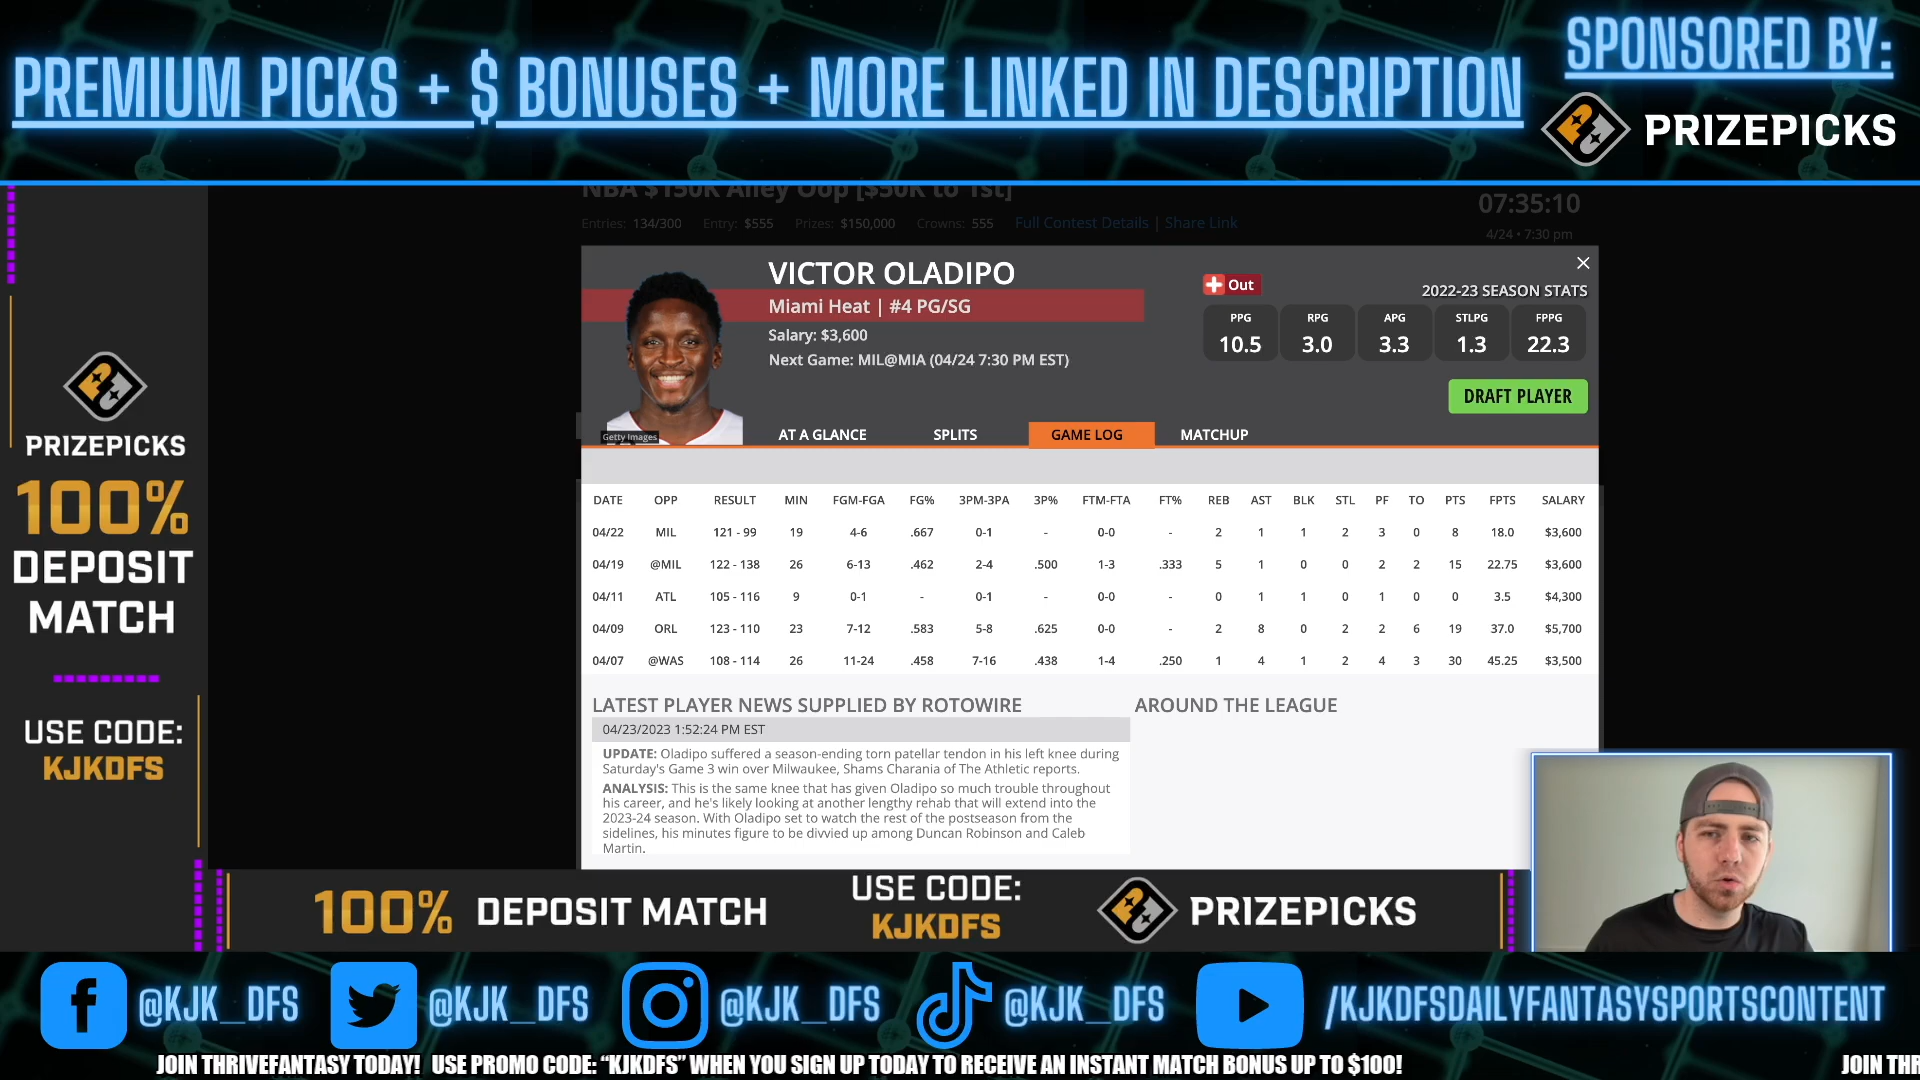 PREMIUM PICKS + $ BONUSES + MORE LINKED IN DESCRIPTION
SPONSORED BY:
PRIZEPICKS
NBA $150K Alley Oop [$50K to 1st]
07:35:10
Entries: 134/300 Entry: $555 Prizes: $150,000 Crowns: 555 Full Contest Details | Share Link
4/24 • 7:30 pm
VICTOR OLADIPO
Miami Heat | #4 PG/SG
Salary: $3,600
Next Game: MIL@MIA (04/24 7:30 PM EST)
Out
2022-23 SEASON STATS
PPG RPG APG STLPG FPPG
10.5 3.0 3.3 1.3 22.3
DRAFT PLAYER
Getty Images
AT A GLANCE SPLITS GAME LOG MATCHUP
DATE OPP RESULT MIN FGM-FGA FG% 3PM-3PA 3P% FTM-FTA FT% REB AST BLK STL PF TO PTS FPTS SALARY
04/22 MIL 121 - 99 19 4-6 .667 0-1 - 0-0 - 2 1 1 2 3 0 8 18.0 $3,600
04/19 @MIL 122 - 138 26 6-13 .462 2-4 .500 1-3 .333 5 1 0 0 2 2 15 22.75 $3,600
04/11 ATL 105 - 116 9 0-1 - 0-1 - 0-0 - 0 1 1 0 1 0 0 3.5 $4,300
04/09 ORL 123 - 110 23 7-12 .583 5-8 .625 0-0 - 2 8 0 2 2 6 19 37.0 $5,700
04/07 @WAS 108 - 114 26 11-24 .458 7-16 .438 1-4 .250 1 4 1 2 4 3 30 45.25 $3,500
LATEST PLAYER NEWS SUPPLIED BY ROTOWIRE
AROUND THE LEAGUE
04/23/2023 1:52:24 PM EST
UPDATE: Oladipo suffered a season-ending torn patellar tendon in his left knee during
Saturday's Game 3 win over Milwaukee, Shams Charania of The Athletic reports.
ANALYSIS: This is the same knee that has given Oladipo so much trouble throughout
his career, and he's likely looking at another lengthy rehab that will extend into the
2023-24 season. With Oladipo set to watch the rest of the postseason from the
sidelines, his minutes figure to be divvied up among Duncan Robinson and Caleb
Martin.
PRIZEPICKS
100%
DEPOSIT
MATCH
USE CODE:
KJKDFS
100% DEPOSIT MATCH
USE CODE:
KJKDFS
PRIZEPICKS
@KJK_DFS
@KJK_DFS
@KJK_DFS
@KJK_DFS
/KJKDFSDAILYFANTASYSPORTSCONTENT
JOIN THRIVEFANTASY TODAY! USE PROMO CODE: “KJKDFS” WHEN YOU SIGN UP TODAY TO RECEIVE AN INSTANT MATCH BONUS UP TO $100!
JOIN